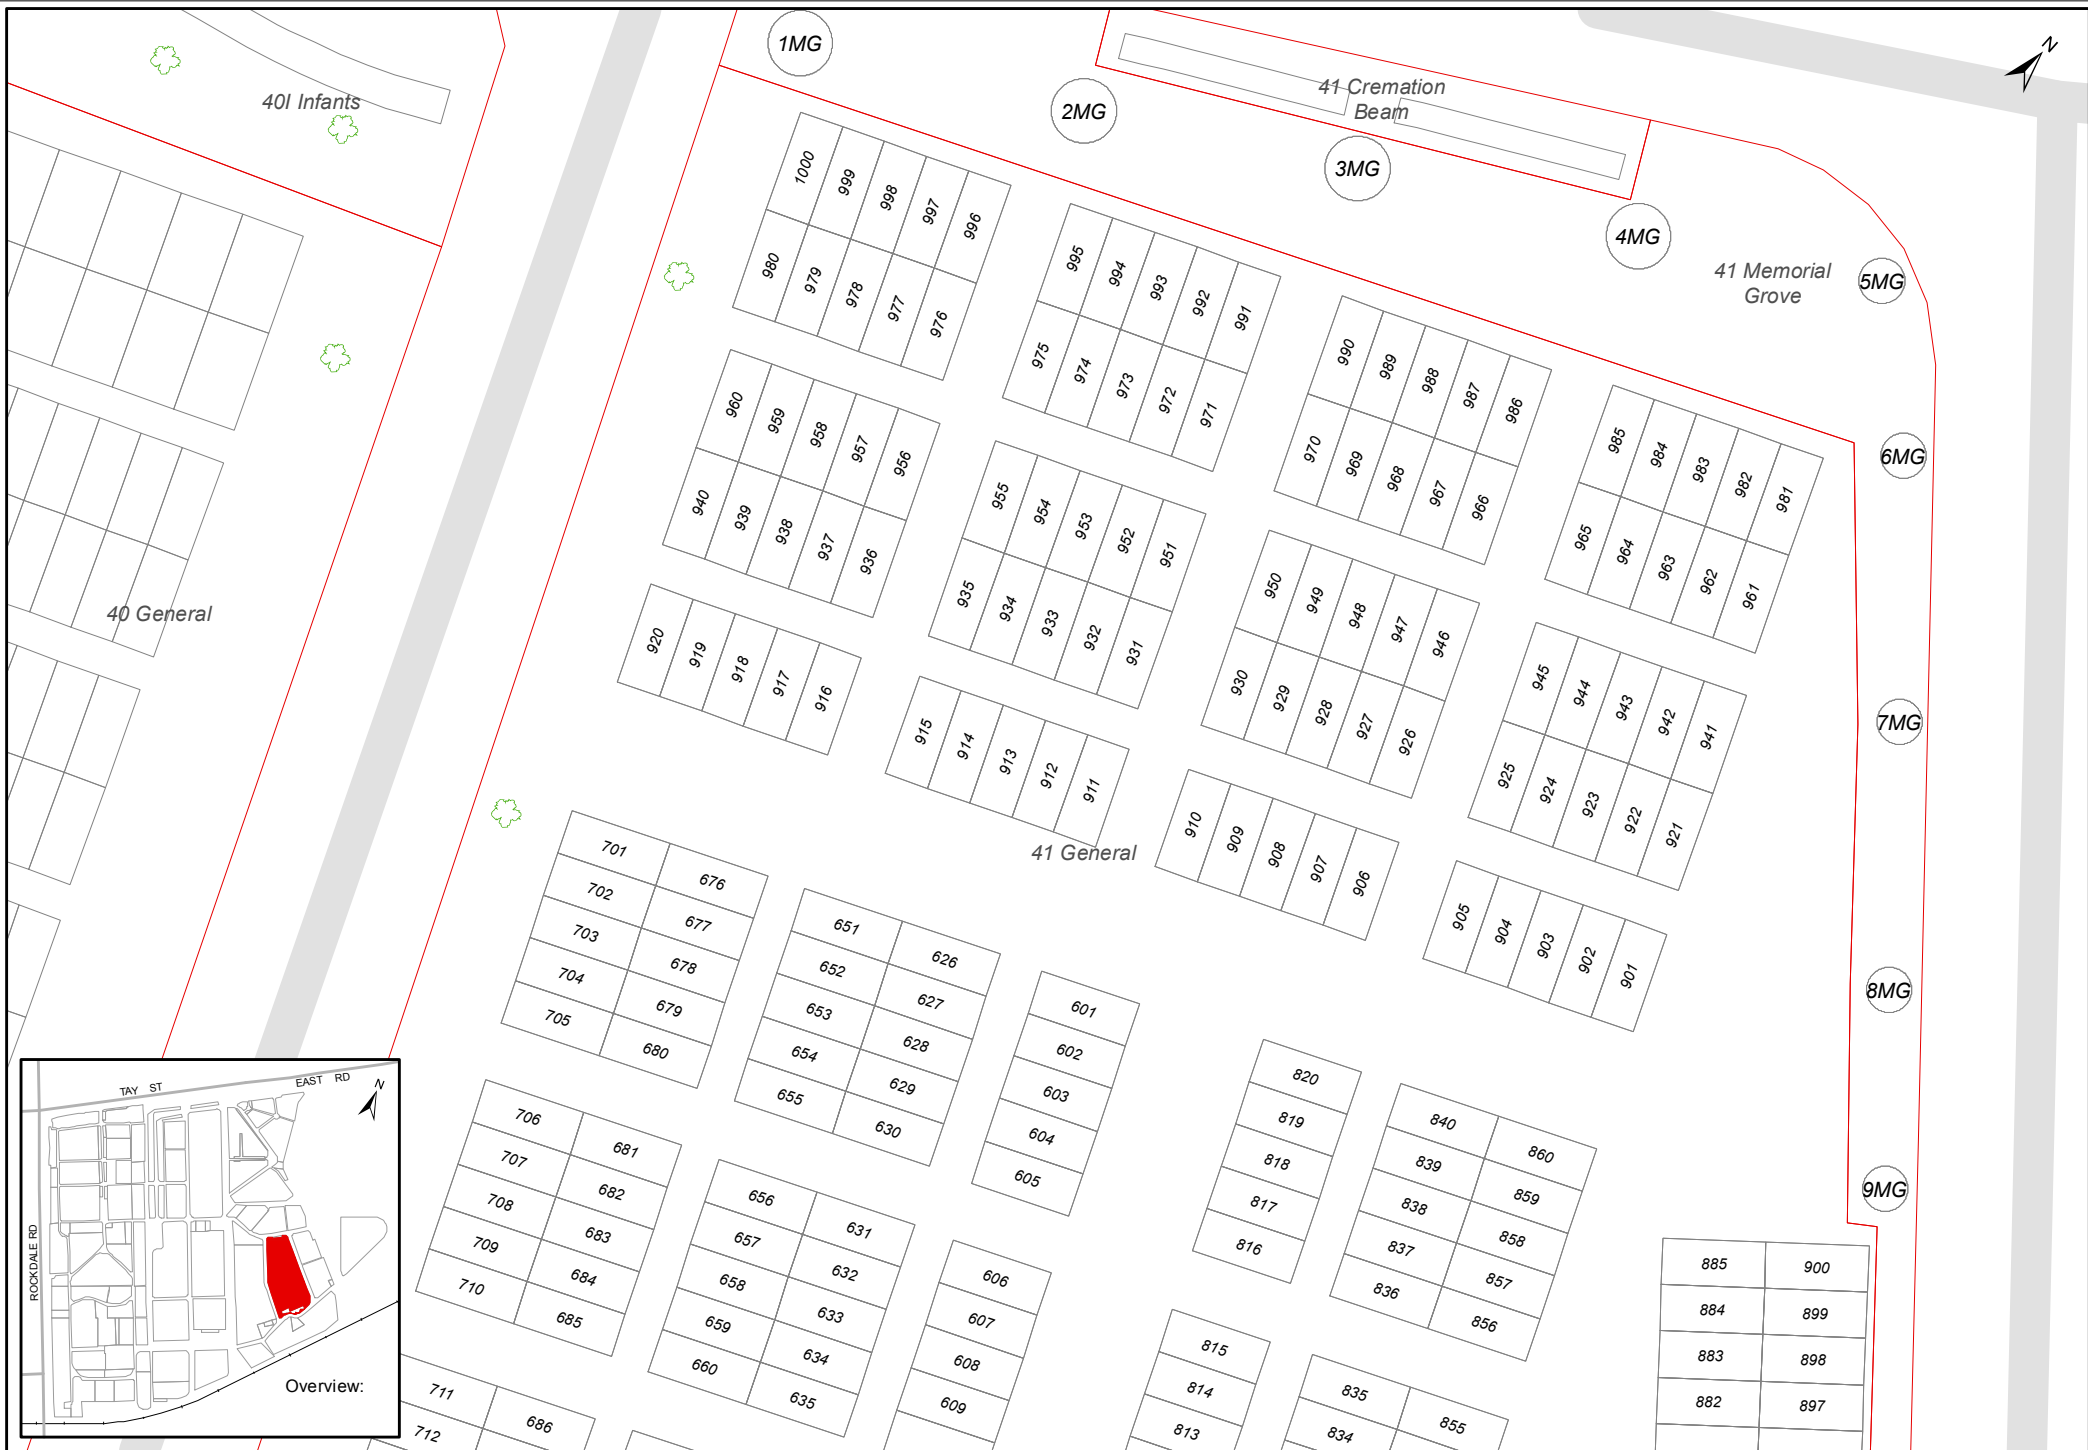 1MG
2MG
3MG
4MG
5MG
6MG
7MG
8MG
9MG
N
40I Infants
41 Cremation
Beam
41 Memorial
Grove
40 General
41 General
1000 999 998 997 996
980 979 978 977 976
995 994 993 992 991
975 974 973 972 971
990 989 988 987 986
970 969 968 967 966
985 984 983 982 981
965 964 963 962 961
960 959 958 957 956
940 939 938 937 936
955 954 953 952 951
935 934 933 932 931
950 949 948 947 946
930 929 928 927 926
945 944 943 942 941
925 924 923 922 921
920 919 918 917 916
915 914 913 912 911
910 909 908 907 906
905 904 903 902 901
701 676
702 677
703 678
704 679
705 680
651 626
652 627
653 628
654 629
655 630
601
602
603
604
605
820
819
818
817
816
840 860
839 859
838 858
837 857
836 856
706 681
707 682
708 683
709 684
710 685
656 631
657 632
658 633
659 634
660 635
606
607
608
609
815
814
813
835 855
834
885 900
884 899
883 898
882 897
711 686
712
TAY ST
EAST RD
N
ROCKDALE RD
Overview: